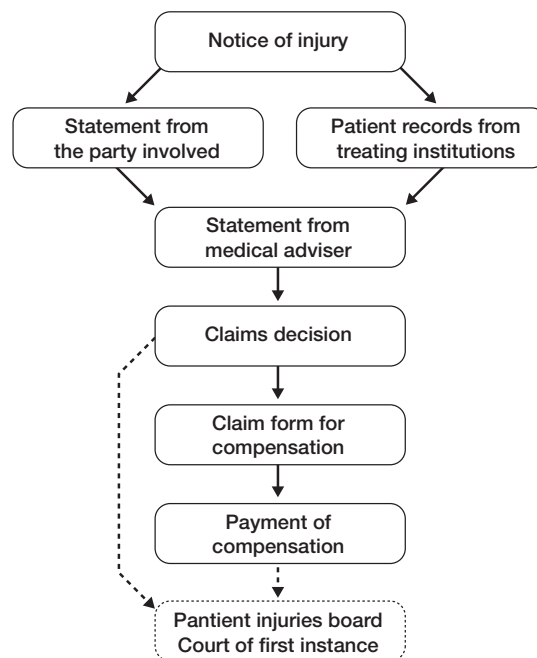 Notice of injury
Statement from
the party involved
Patient records from
treating institutions
Statement from
medical adviser
Claims decision
Claim form for
compensation
Payment of
compensation
Pantient injuries board
Court of first instance